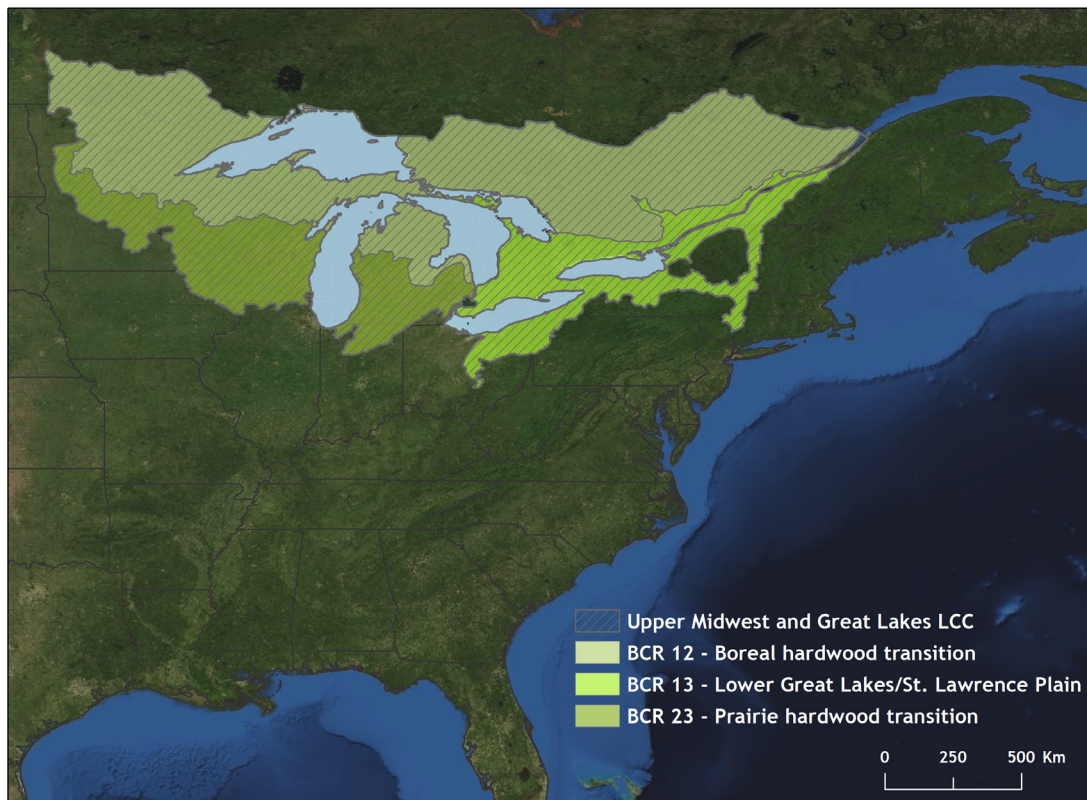 Upper Midwest and Great Lakes LCC
BCR 12 - Boreal hardwood transition
BCR 13 - Lower Great Lakes/St. Lawrence Plain
BCR 23 - Prairie hardwood transition
0 250 500 Km